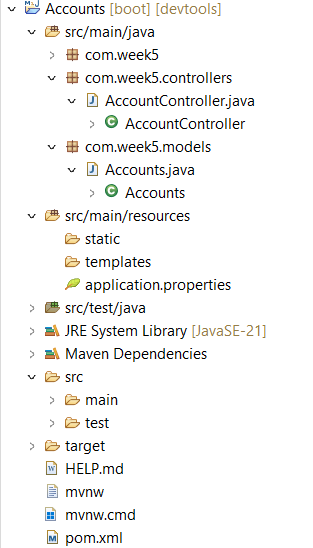 Accounts [boot] [devtools]
src/main/java
com.week5
com.week5.controllers
AccountController.java
AccountController
com.week5.models
Accounts.java
Accounts
src/main/resources
static
templates
application.properties
src/test/java
JRE System Library [JavaSE-21]
Maven Dependencies
src
main
test
target
HELP.md
mvnw
mvnw.cmd
pom.xml